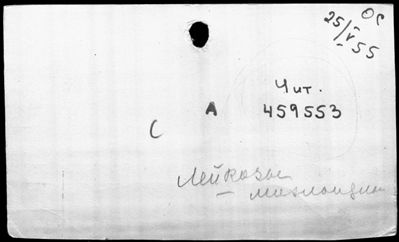 ОС
25/V 55
Чит.
459553
С А
Лейкозы